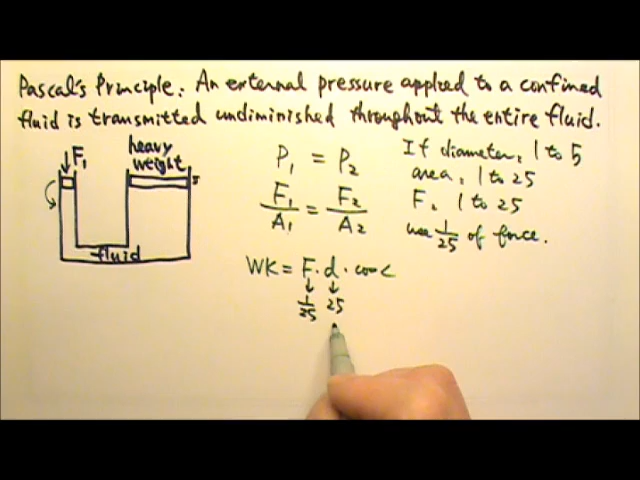 Pascal's Principle: An external pressure applied to a confined
fluid is transmitted undiminished throughout the entire fluid.
F₁
heavy
weight
fluid
P₁ = P₂
F₁/A₁ = F₂/A₂
If diameter, 1 to 5
area, 1 to 25
F, 1 to 25
use 1/25 of force.
WK = F · d ·
↓ ↓
1/25 25